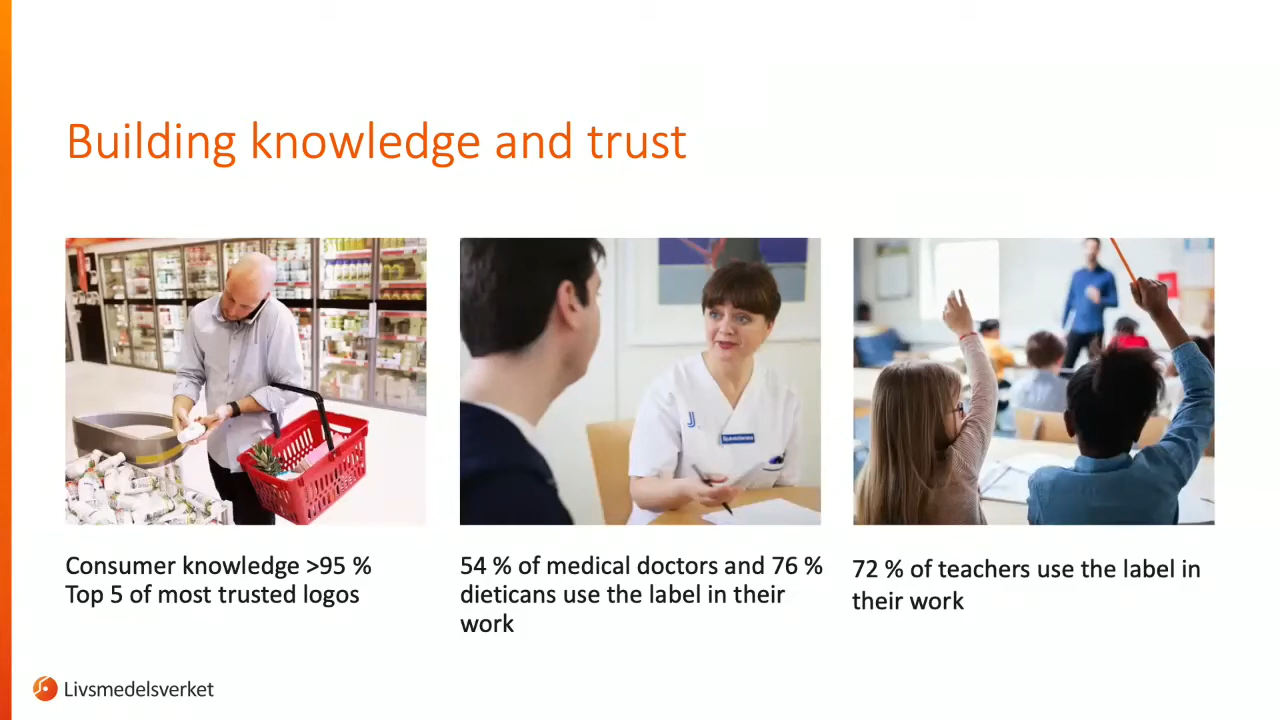 Building knowledge and trust
Consumer knowledge >95 %
Top 5 of most trusted logos
54 % of medical doctors and 76 %
dieticans use the label in their
work
72 % of teachers use the label in
their work
Livsmedelsverket